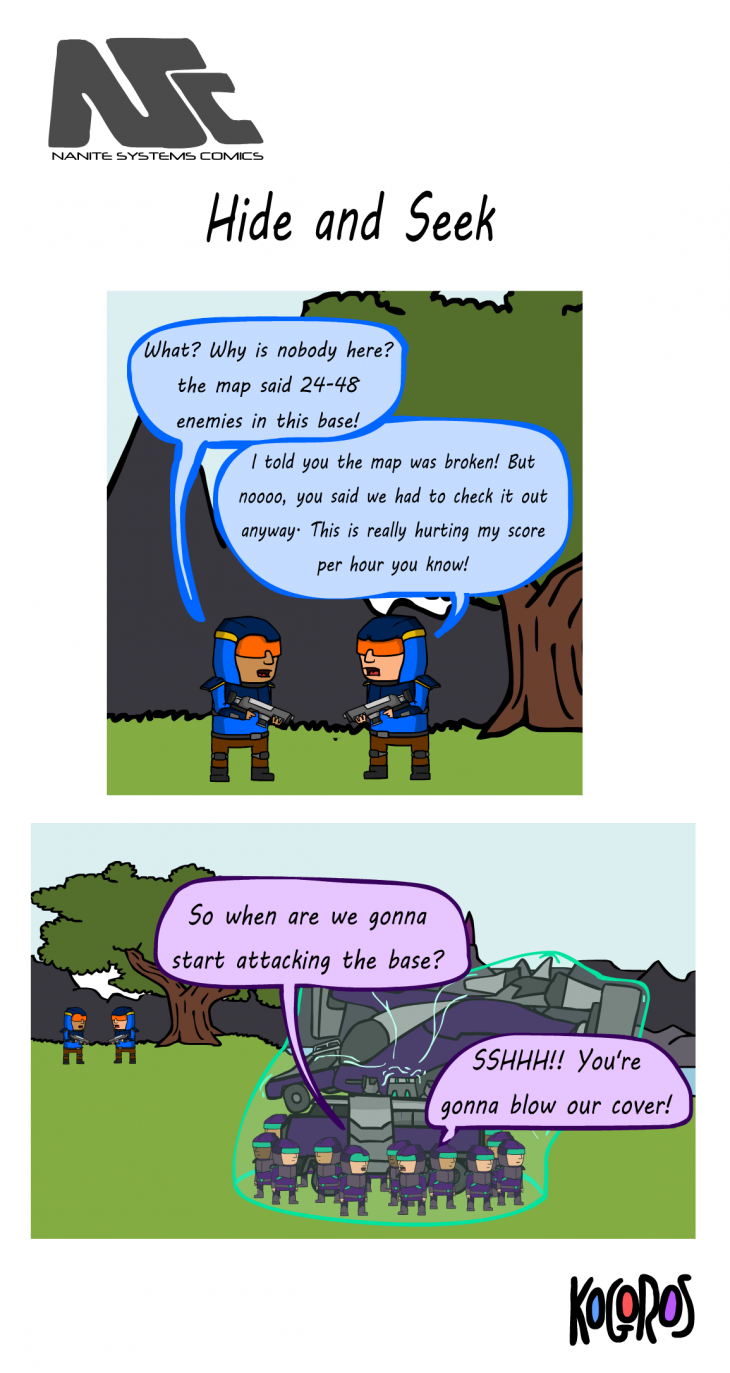 NSC
NANITE SYSTEMS COMICS
Hide and Seek
What? Why is nobody here?
the map said 24-48
enemies in this base!
I told you the map was broken! But
noooo, you said we had to check it out
anyway. This is really hurting my score
per hour you know!
So when are we gonna
start attacking the base?
SSHHH!! You're
gonna blow our cover!
KOGOROS